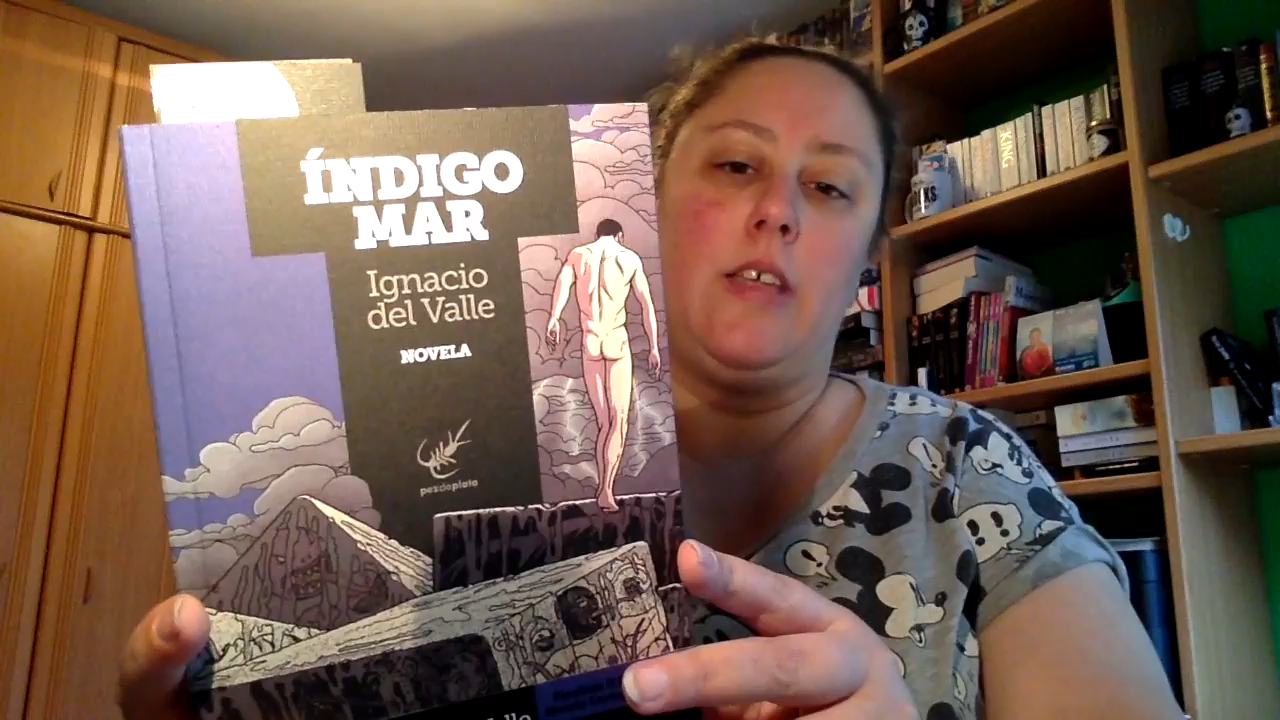 ÍNDIGO
MAR
Ignacio
del Valle
NOVELA
pezdeplata
KING